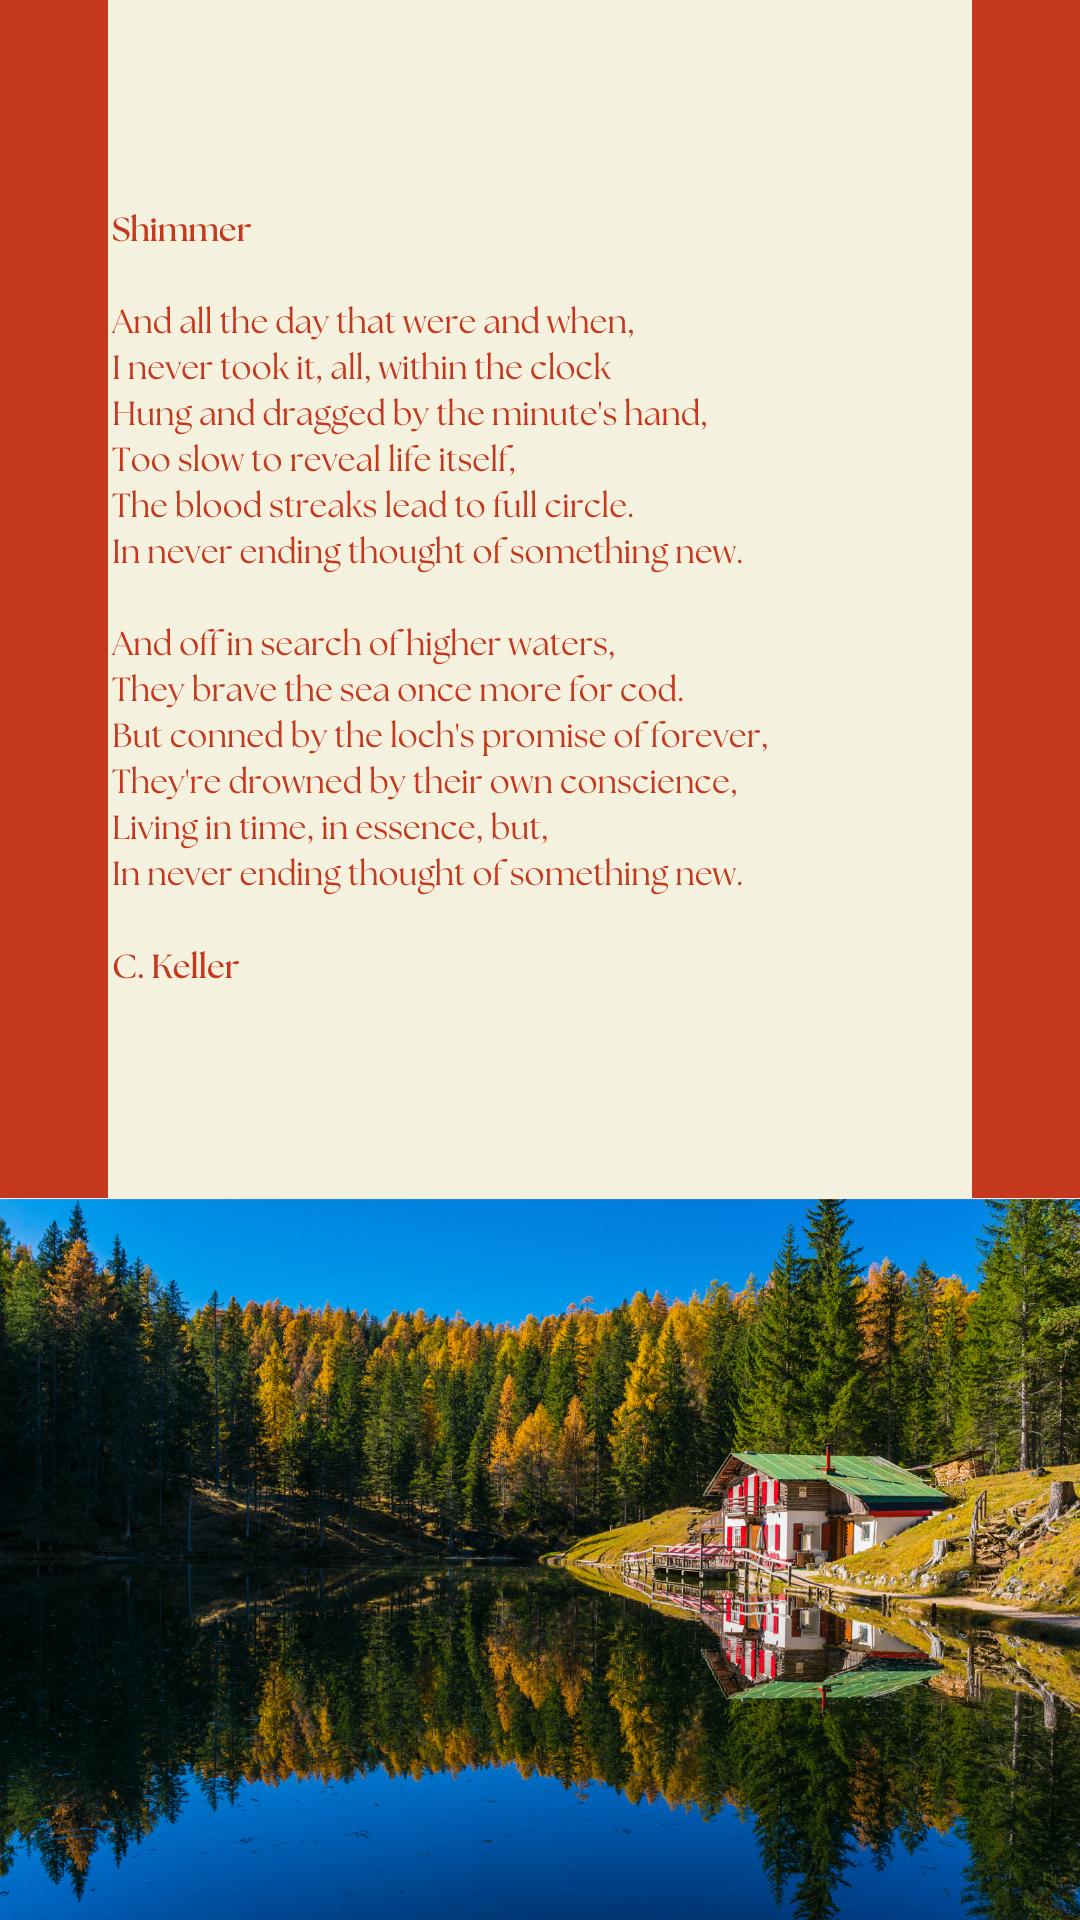 Shimmer
And all the day that were and when,
I never took it, all, within the clock
Hung and dragged by the minute's hand,
Too slow to reveal life itself,
The blood streaks lead to full circle.
In never ending thought of something new.
And off in search of higher waters,
They brave the sea once more for cod.
But conned by the loch's promise of forever,
They're drowned by their own conscience,
Living in time, in essence, but,
In never ending thought of something new.
C. Keller